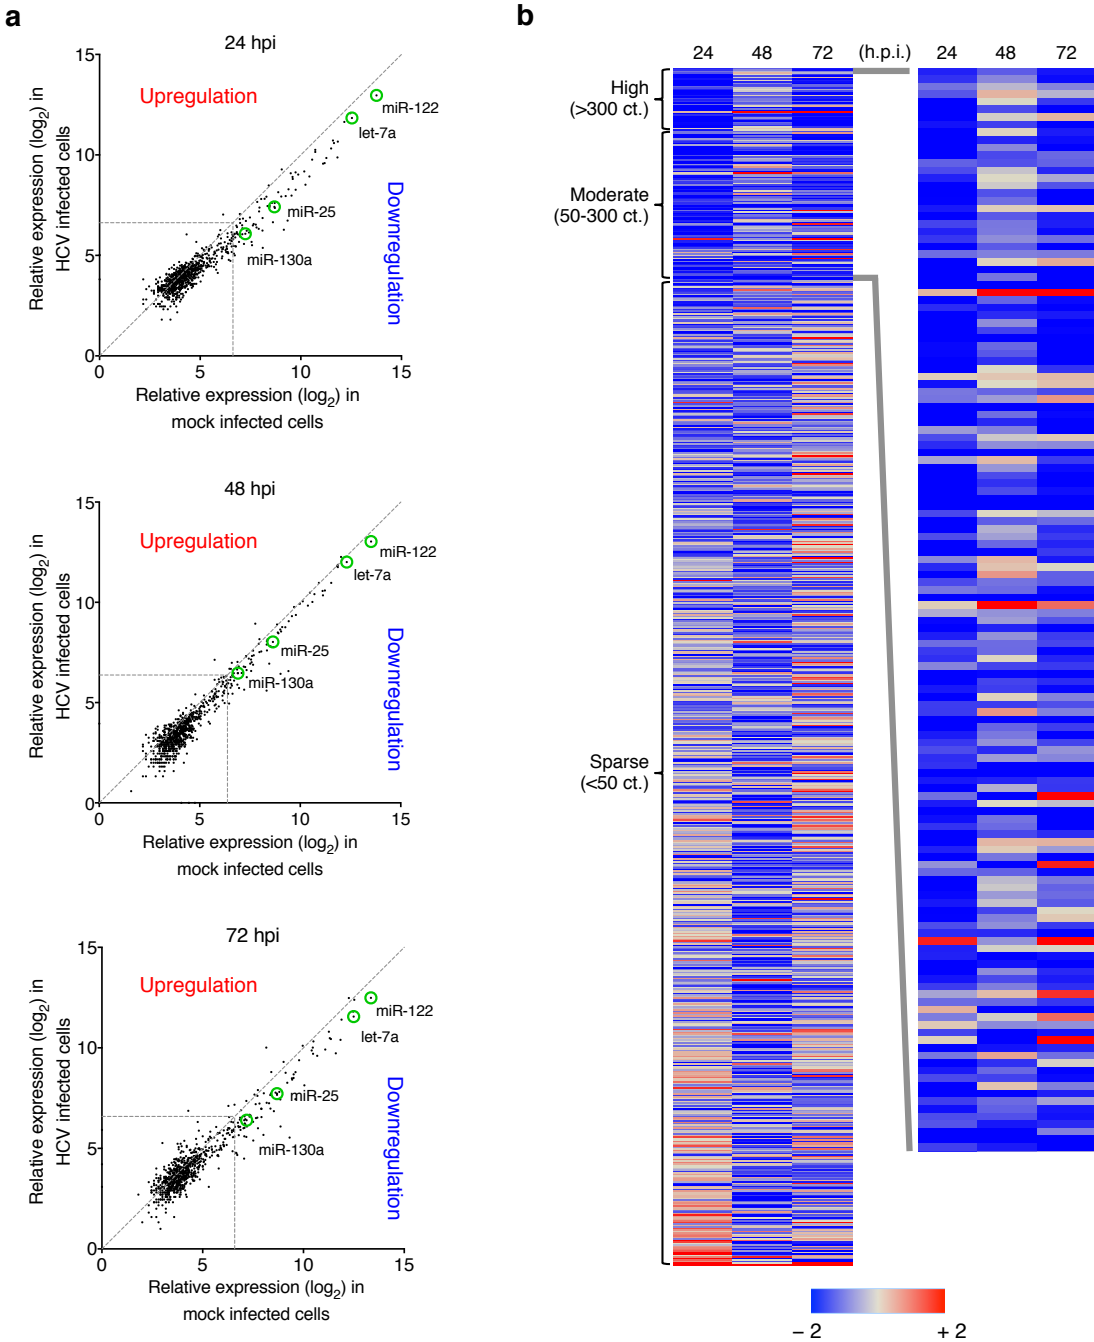 a
24 hpi
15
10
5
0
0
5
10
15
Upregulation
Downregulation
miR-122
let-7a
miR-25
miR-130a
Relative expression (log2) in
HCV infected cells
Relative expression (log2) in
mock infected cells
48 hpi
15
10
5
0
0
5
10
15
Upregulation
Downregulation
miR-122
let-7a
miR-25
miR-130a
Relative expression (log2) in
HCV infected cells
Relative expression (log2) in
mock infected cells
72 hpi
15
10
5
0
0
5
10
15
Upregulation
Downregulation
miR-122
let-7a
miR-25
miR-130a
Relative expression (log2) in
HCV infected cells
Relative expression (log2) in
mock infected cells
b
24 48 72 (h.p.i.) 24 48 72
High
(>300 ct.)
Moderate
(50-300 ct.)
Sparse
(<50 ct.)
– 2 + 2